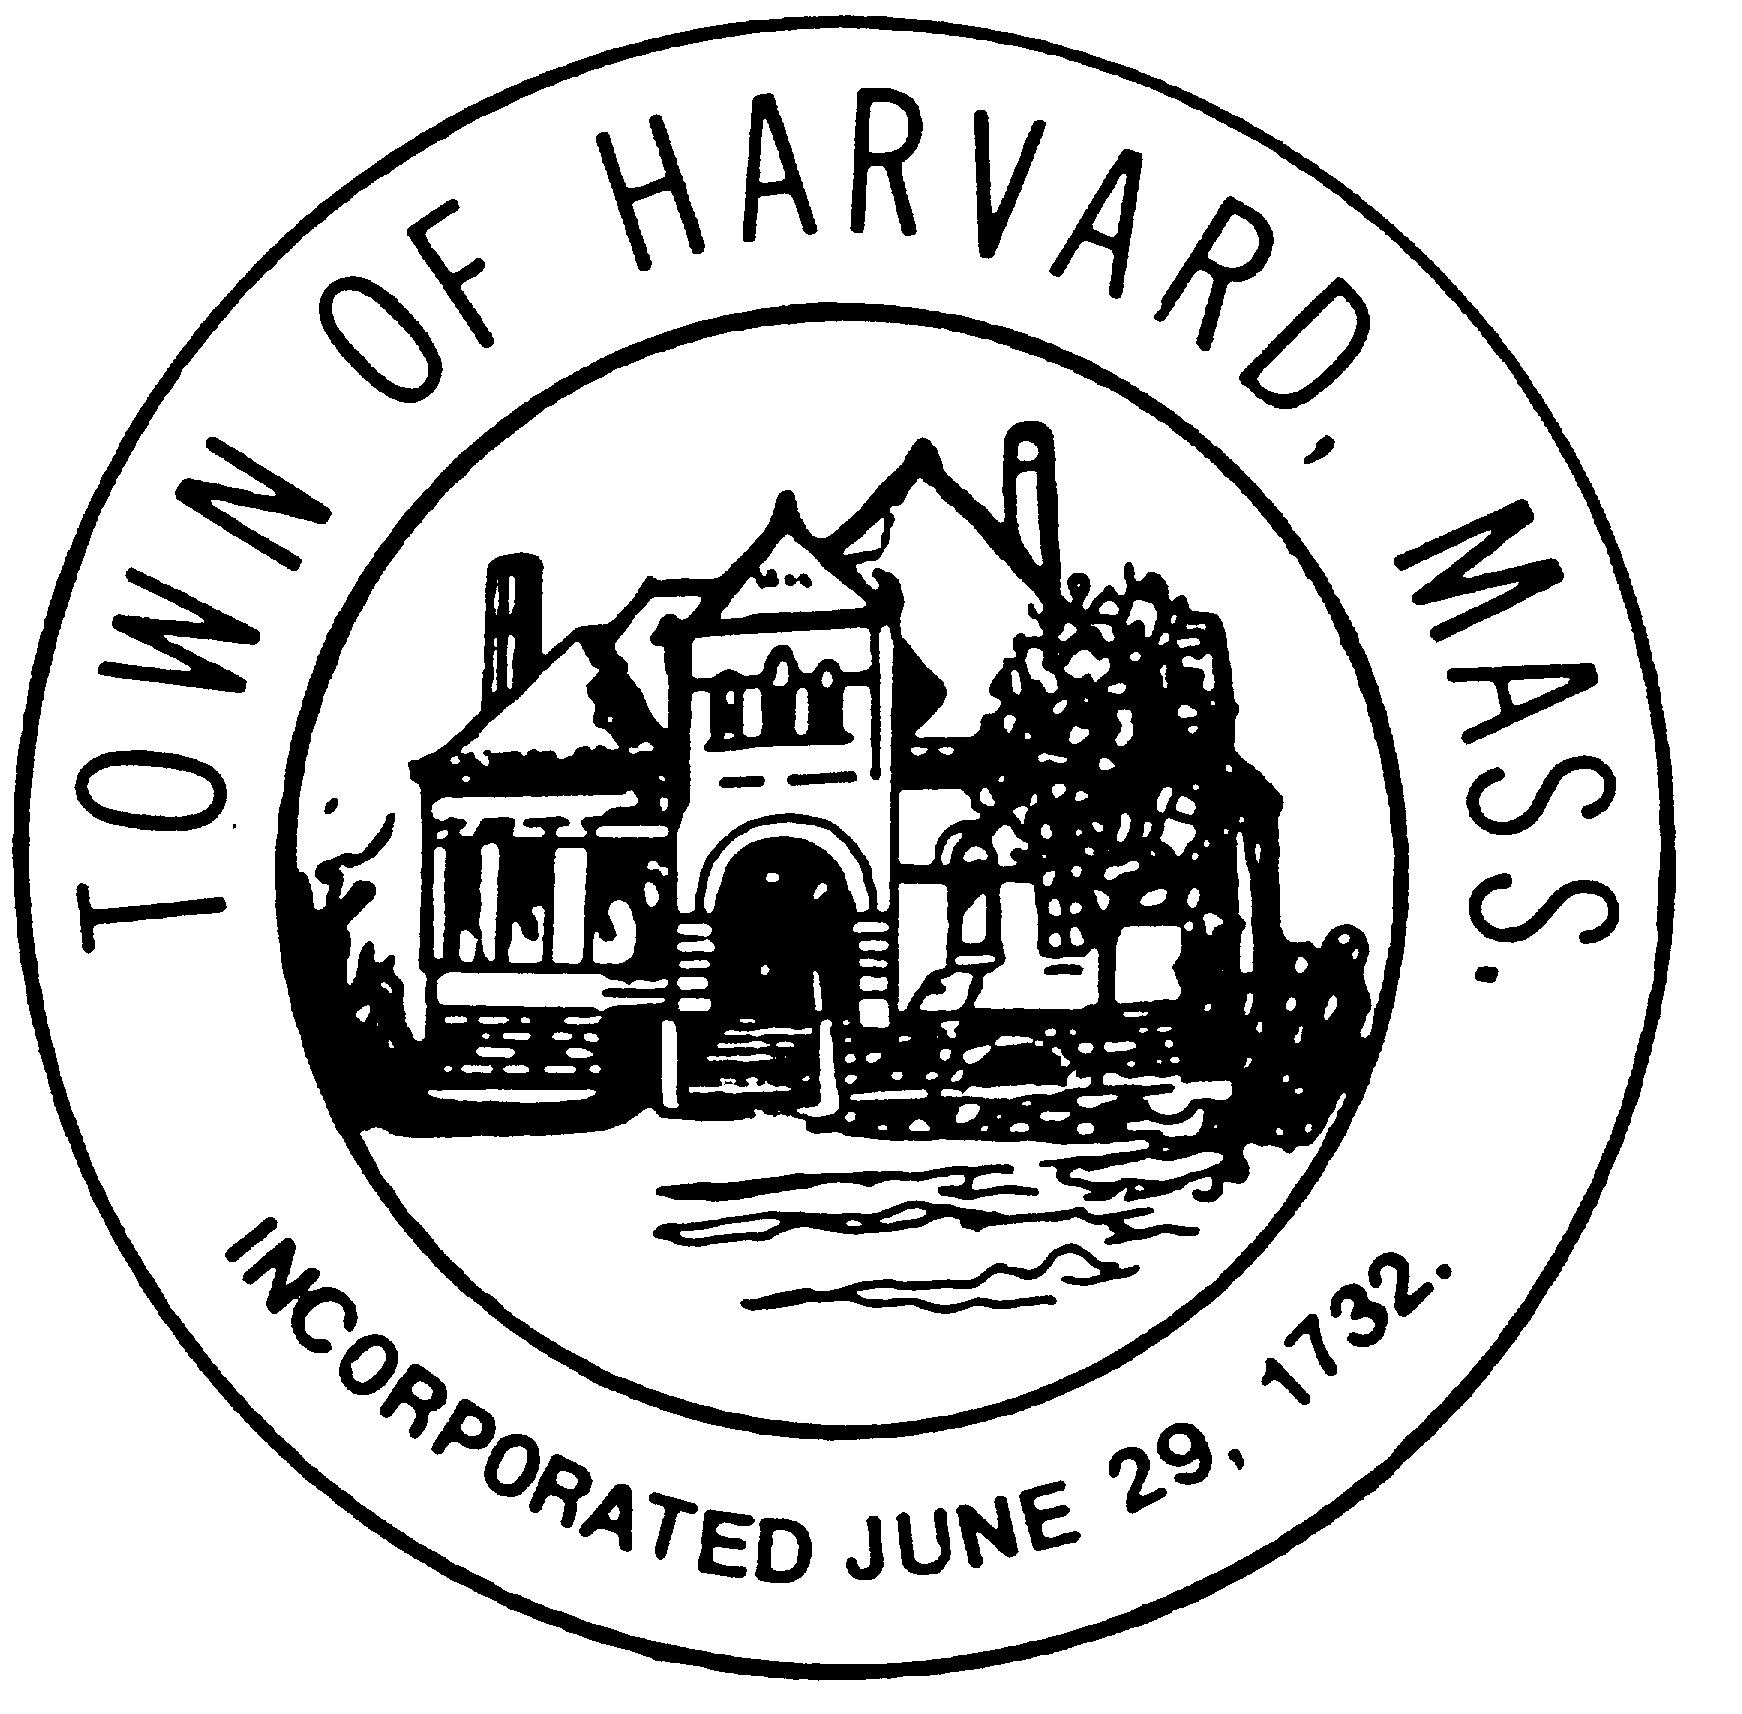 TOWN OF HARVARD, MASS.
INCORPORATED JUNE 29, 1732.